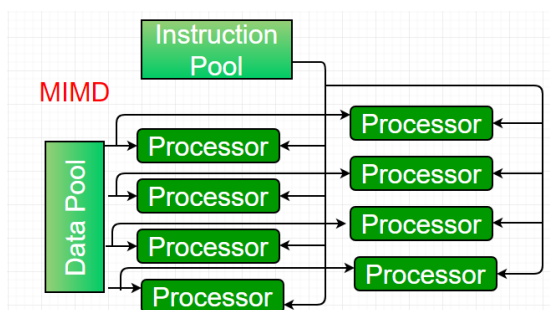 Instruction
Pool
MIMD
Processor
Processor
Processor
Processor
Data Pool
Processor
Processor
Processor
Processor